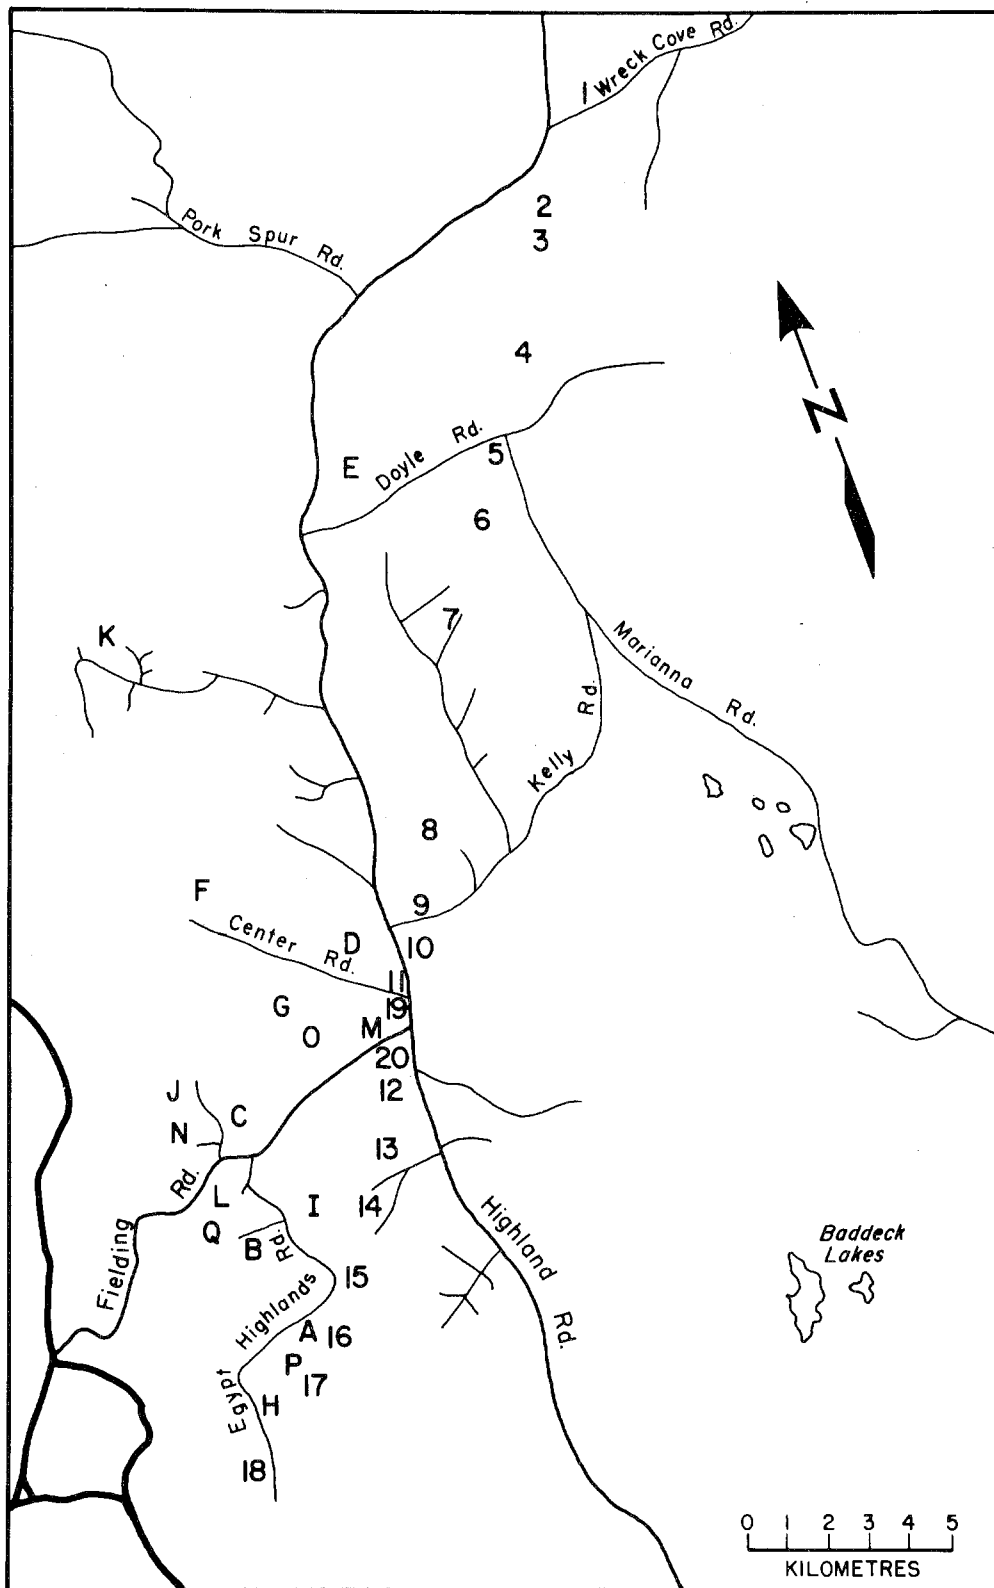 1 Wreck Cove Rd.
2
Pork Spur Rd.
3
4
N
E
Doyle Rd.
5
6
7
K
Marianna Rd.
Kelly Rd.
8
F
9
Center Rd.
D
10
11
G
19
O
M
20
12
J
C
N
13
Fielding Rd.
L
I
14
Highland Rd.
Q
B
Baddeck
Lakes
15
Egypt Highlands Rd.
A
16
P
17
H
18
0 1 2 3 4 5
KILOMETRES